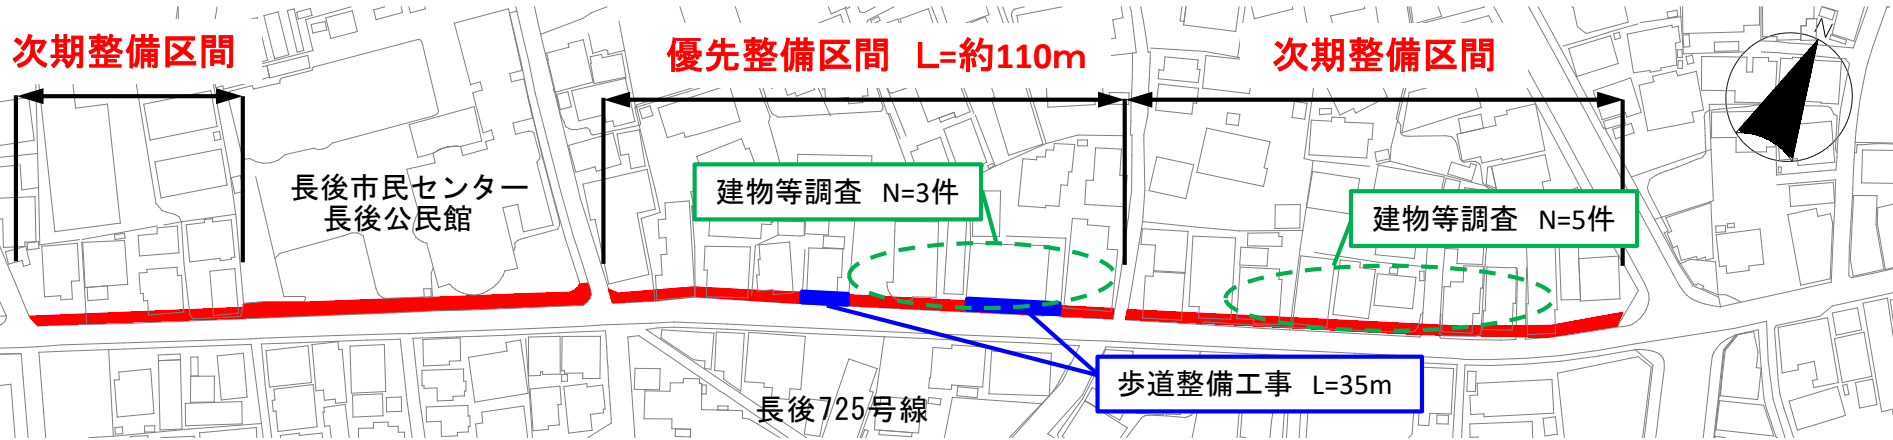 次期整備区間
優先整備区間 L=約110m
次期整備区間
N
長後市民センター
長後公民館
建物等調査 N=3件
建物等調査 N=5件
歩道整備工事 L=35m
長後725号線